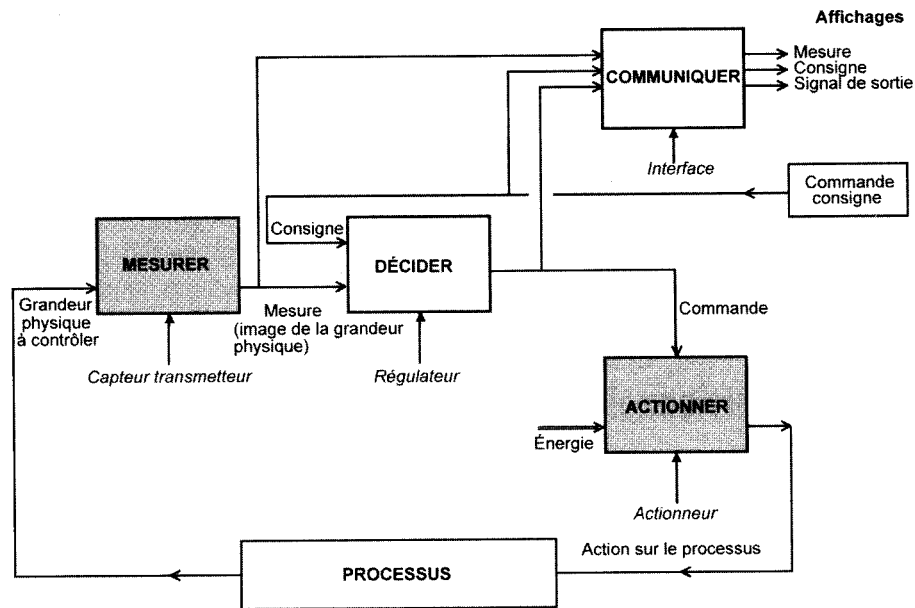 Affichages
Mesure
Consigne
Signal de sortie
COMMUNIQUER
Interface
Commande
consigne
Consigne
MESURER
DÉCIDER
Grandeur
physique
à contrôler
Mesure
(image de la grandeur
physique)
Commande
Capteur transmetteur
Régulateur
ACTIONNER
Énergie
Actionneur
Action sur le processus
PROCESSUS